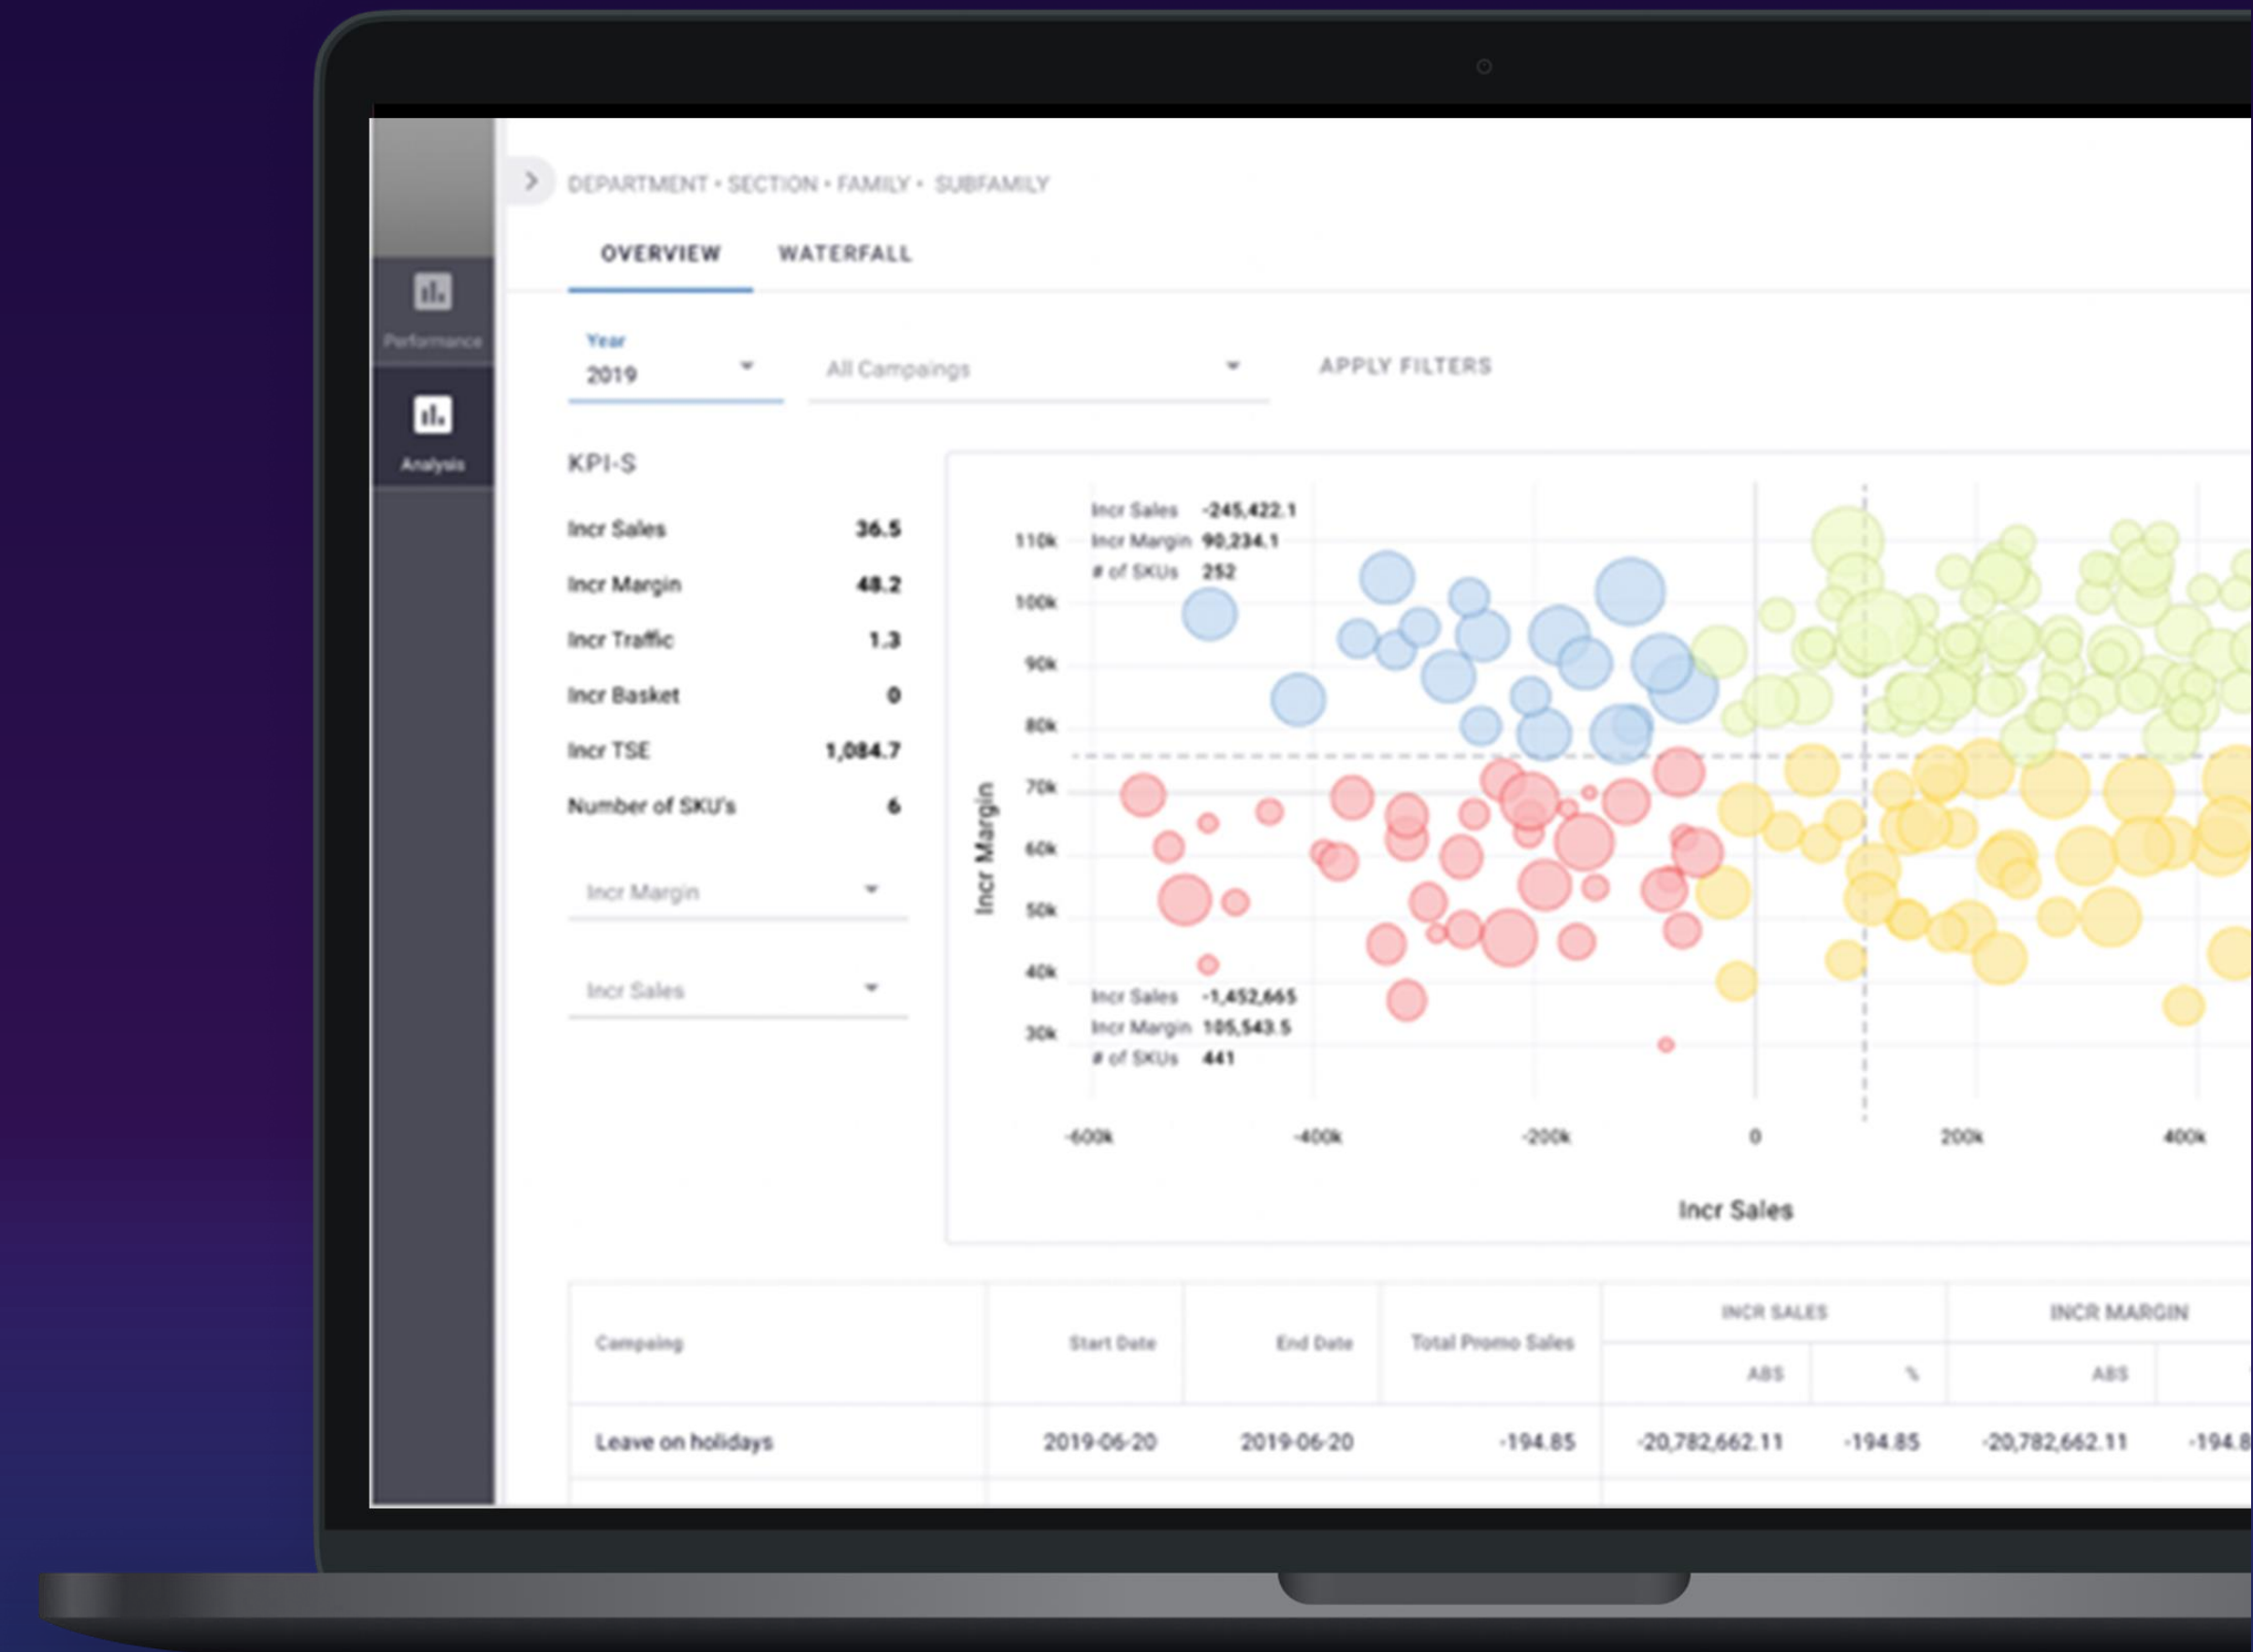 DEPARTMENT • SECTION • FAMILY • SUBFAMILY
OVERVIEW WATERFALL
Performance
Analysis
Year
2019
All Campaings
APPLY FILTERS
KPI-S
Incr Sales 36.5
Incr Margin 48.2
Incr Traffic 1.3
Incr Basket 0
Incr TSE 1,084.7
Number of SKU's 6
Incr Margin
Incr Sales
Incr Sales -245,422.1
Incr Margin 90,234.1
# of SKUs 252
110k
100k
90k
80k
70k
60k
50k
40k
30k
Incr Margin
Incr Sales -1,452,665
Incr Margin 105,543.5
# of SKUs 441
-600k -400k -200k 0 200k 400k
Incr Sales
INCR SALES INCR MARGIN
Campaing Start Date End Date Total Promo Sales
ABS % ABS
Leave on holidays 2019-06-20 2019-06-20 -194.85 -20,782,662.11 -194.85 -20,782,662.11 -194.8